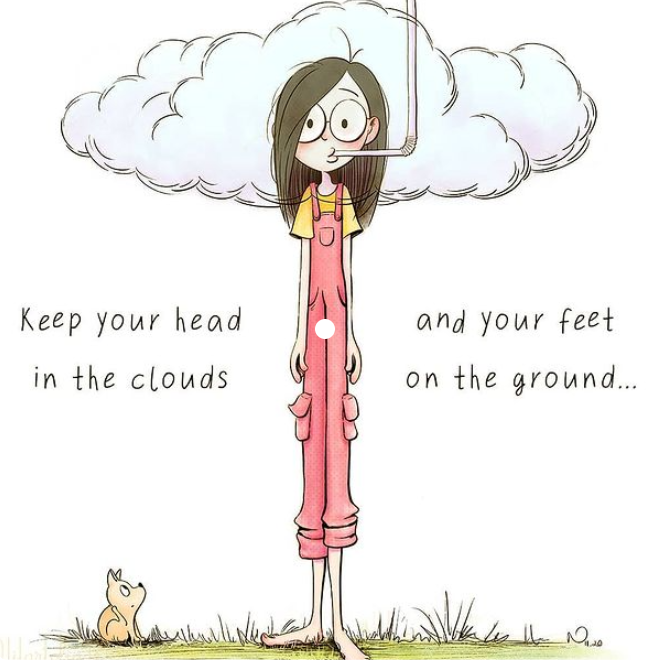 Keep your head
in the clouds
and your feet
on the ground...